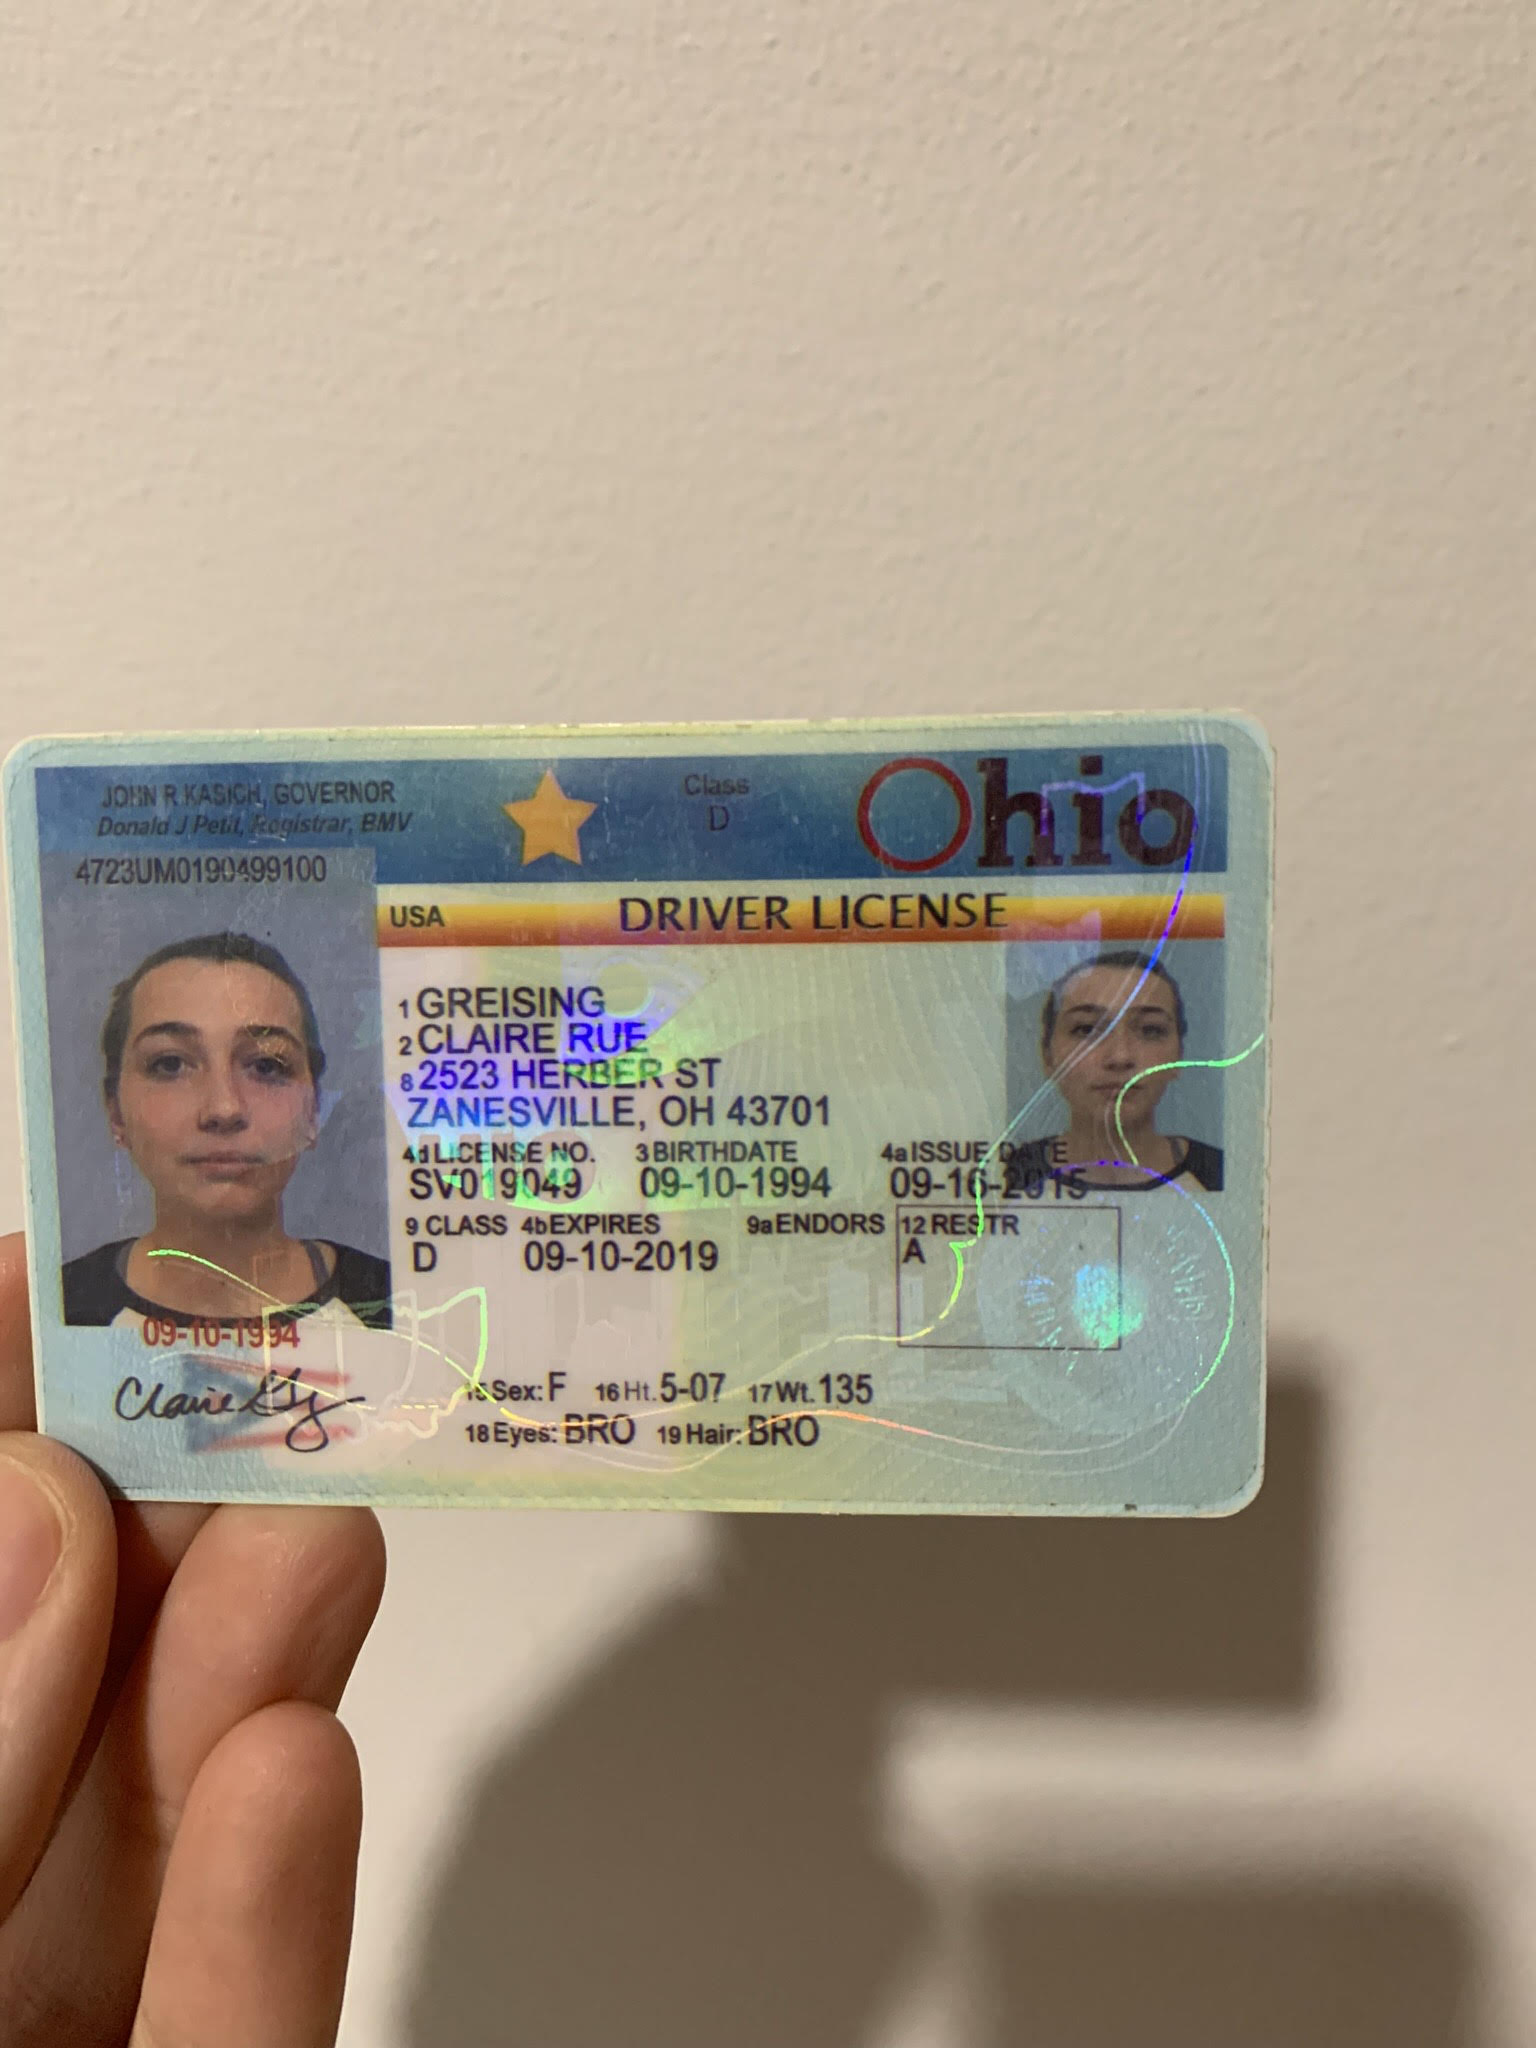 JOHN R KASICH, GOVERNOR
Donald J Petit, Registrar, BMV
Class
D
Ohio
4723UM0190499100
USA DRIVER LICENSE
1 GREISING
2 CLAIRE RUE
8 2523 HERBER ST
ZANESVILLE, OH 43701
4d LICENSE NO. 3 BIRTHDATE 4a ISSUE DATE
SV019049 09-10-1994 09-16-2015
9 CLASS 4b EXPIRES 9a ENDORS 12 RESTR
D 09-10-2019 A
09-10-1994
15 Sex: F 16 Ht. 5-07 17 Wt. 135
18 Eyes: BRO 19 Hair: BRO
Claire